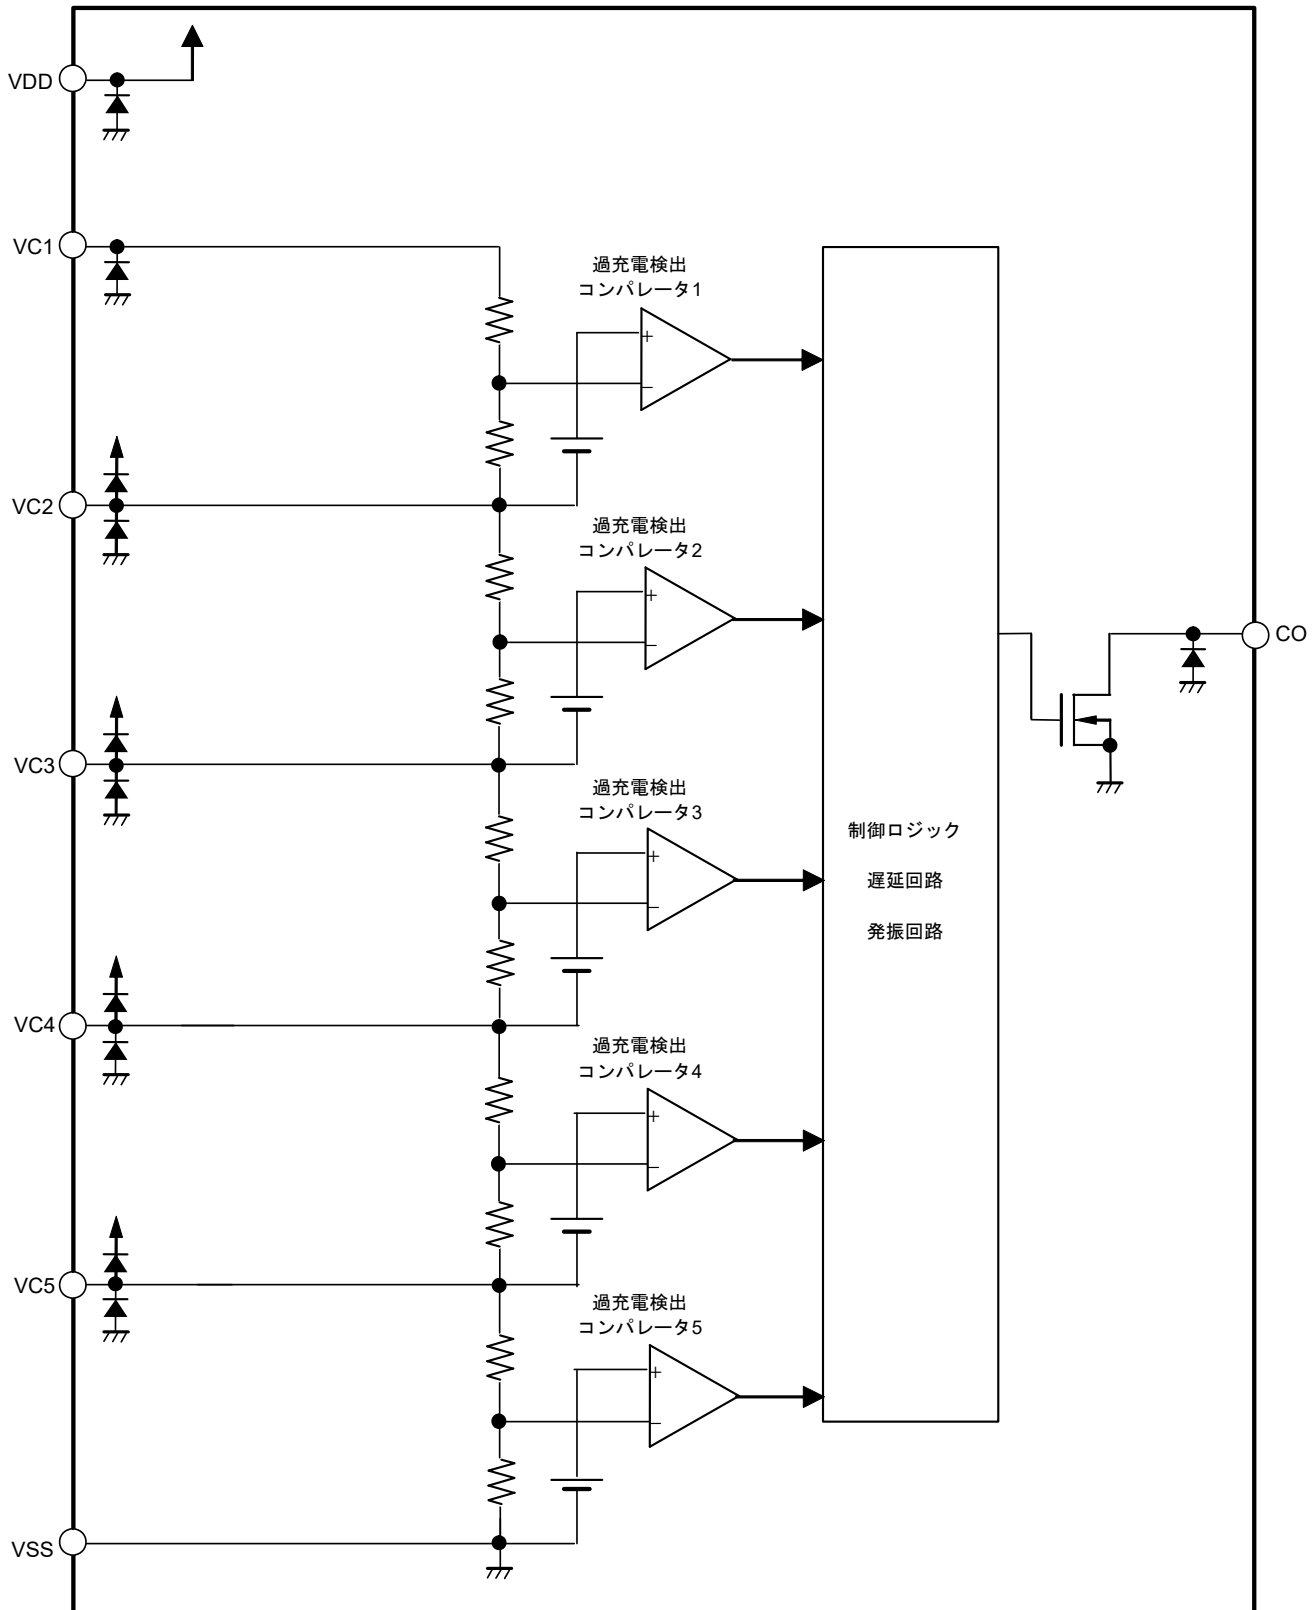 VDD
VC1
過充電検出
コンパレータ1
+
−
VC2
過充電検出
コンパレータ2
+
−
CO
VC3
過充電検出
コンパレータ3
+
−
制御ロジック
遅延回路
発振回路
VC4
過充電検出
コンパレータ4
+
−
VC5
過充電検出
コンパレータ5
+
−
VSS